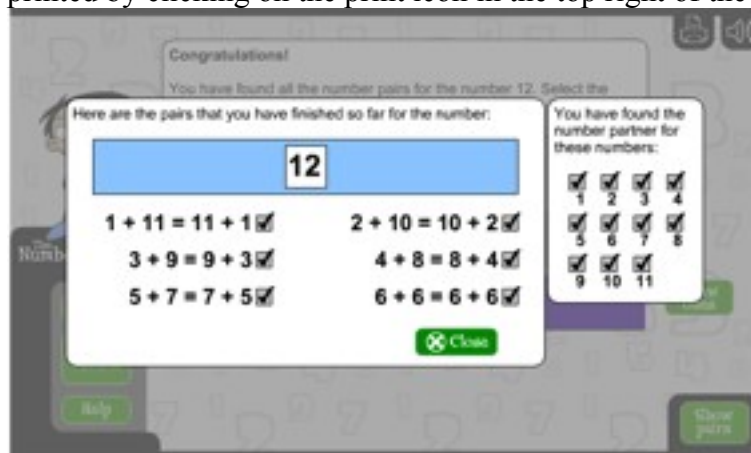 printed by clicking on the print icon in the top right of the
Congratulations!
You have found all the number pairs for the number 12. Select the
Here are the pairs that you have finished so far for the number:
12
1 + 11 = 11 + 1
2 + 10 = 10 + 2
3 + 9 = 9 + 3
4 + 8 = 8 + 4
5 + 7 = 7 + 5
6 + 6 = 6 + 6
Close
You have found the
number partner for
these numbers:
1 2 3 4
5 6 7 8
9 10 11
The
Numb
Help
Show
pairs